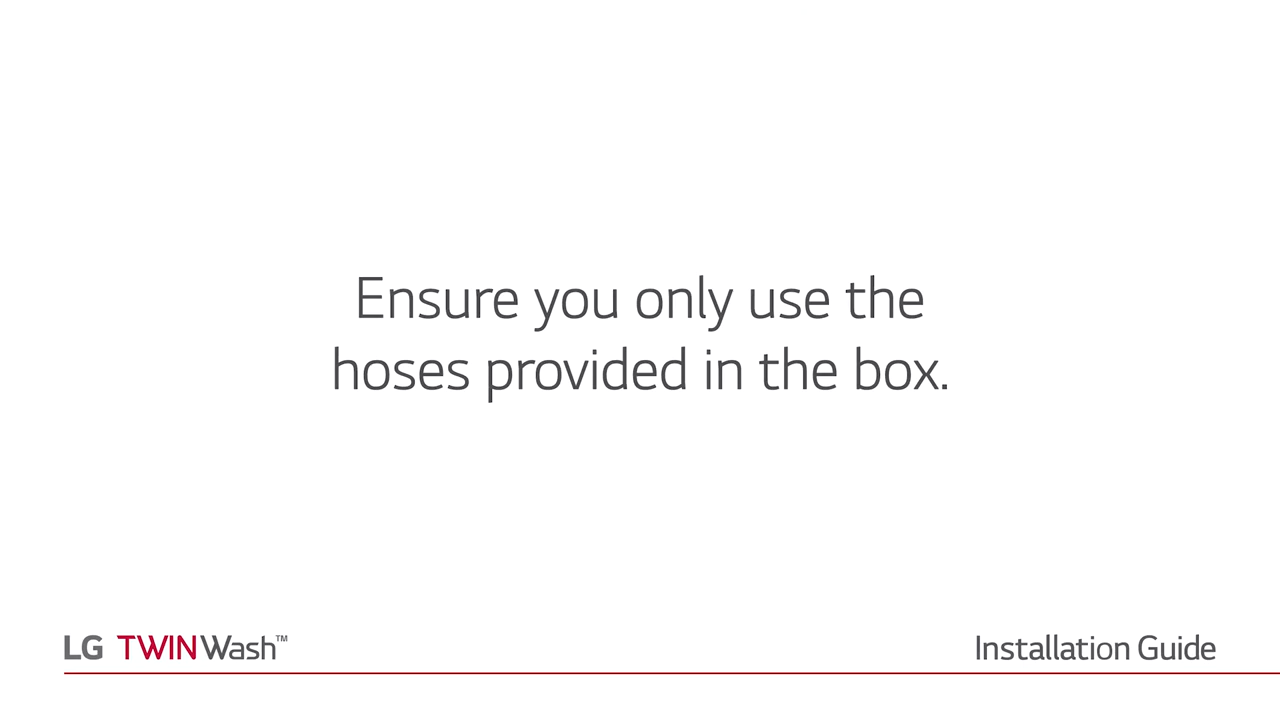 Ensure you only use the
hoses provided in the box.
LG TWINWash™
Installation Guide